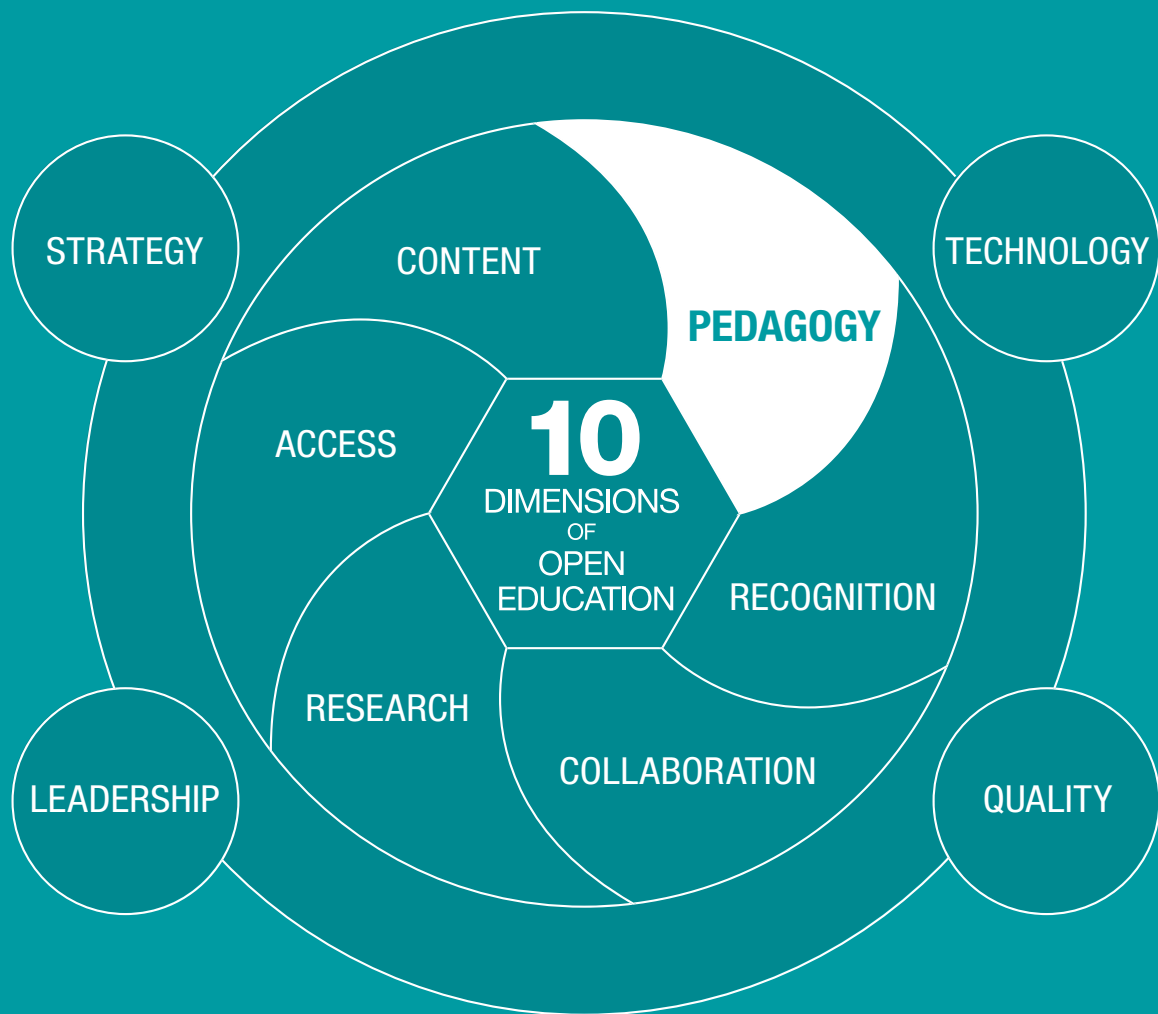 STRATEGY
TECHNOLOGY
CONTENT
PEDAGOGY
ACCESS
10
DIMENSIONS
OF
OPEN
EDUCATION
RECOGNITION
RESEARCH
COLLABORATION
LEADERSHIP
QUALITY